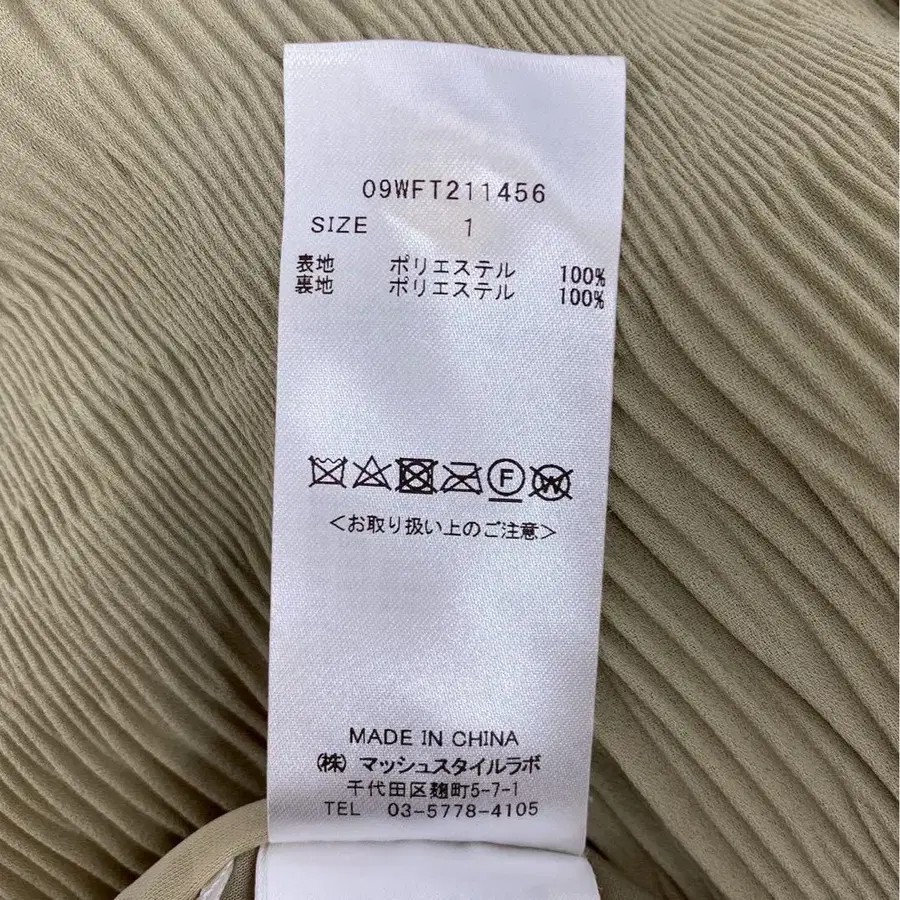 09WFT211456
SIZE 1
表地 ポリエステル 100%
裏地 ポリエステル 100%
F W
<お取り扱い上のご注意>
MADE IN CHINA
(株) マッシュスタイルラボ
千代田区麹町5-7-1
TEL 03-5778-4105